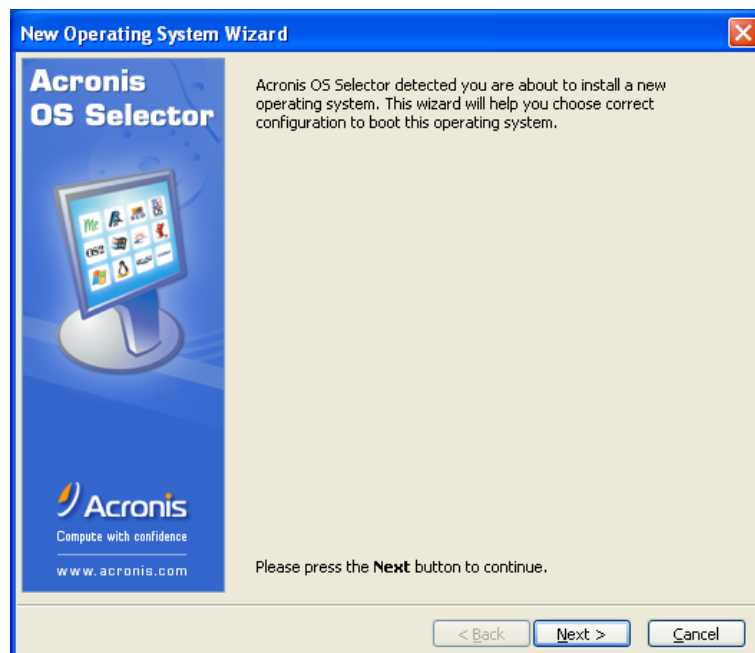 New Operating System Wizard
Acronis
OS Selector
Me
OS2
Acronis
Compute with confidence
www.acronis.com
Acronis OS Selector detected you are about to install a new
operating system. This wizard will help you choose correct
configuration to boot this operating system.
Please press the Next button to continue.
< Back
Next >
Cancel